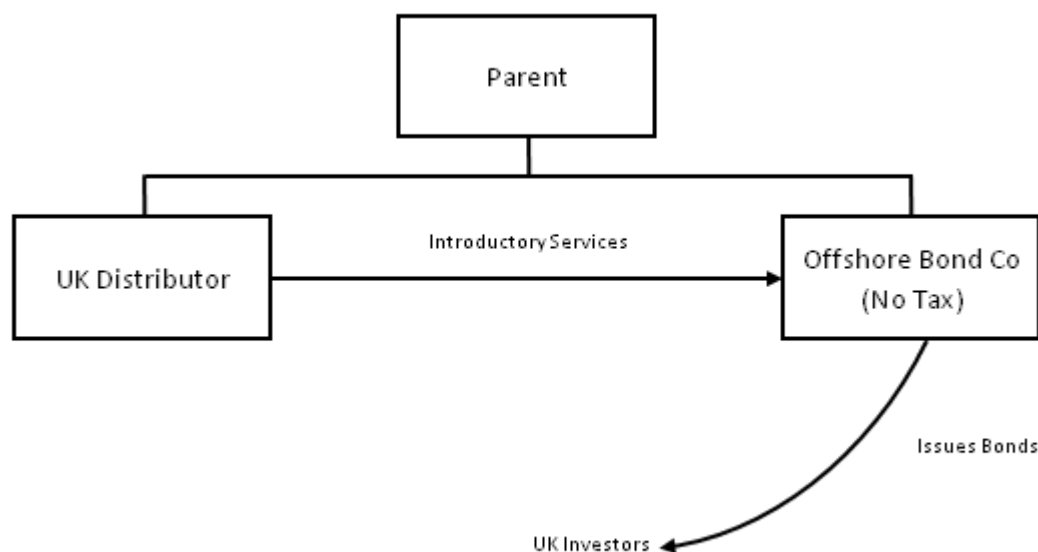 Parent
Introductory Services
UK Distributor
Offshore Bond Co
(No Tax)
Issues Bonds
UK Investors